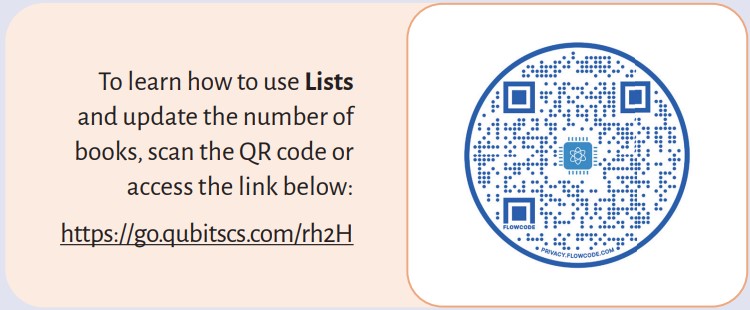 To learn how to use Lists
and update the number of
books, scan the QR code or
access the link below:
https://go.qubitscs.com/rh2H
FLOWCODE
PRIVACY.FLOWCODE.COM